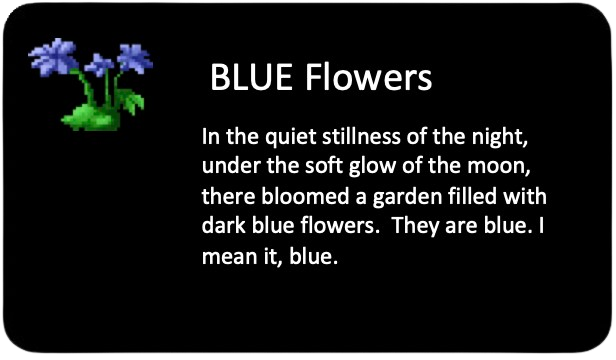 BLUE Flowers
In the quiet stillness of the night,
under the soft glow of the moon,
there bloomed a garden filled with
dark blue flowers.  They are blue. I
mean it, blue.